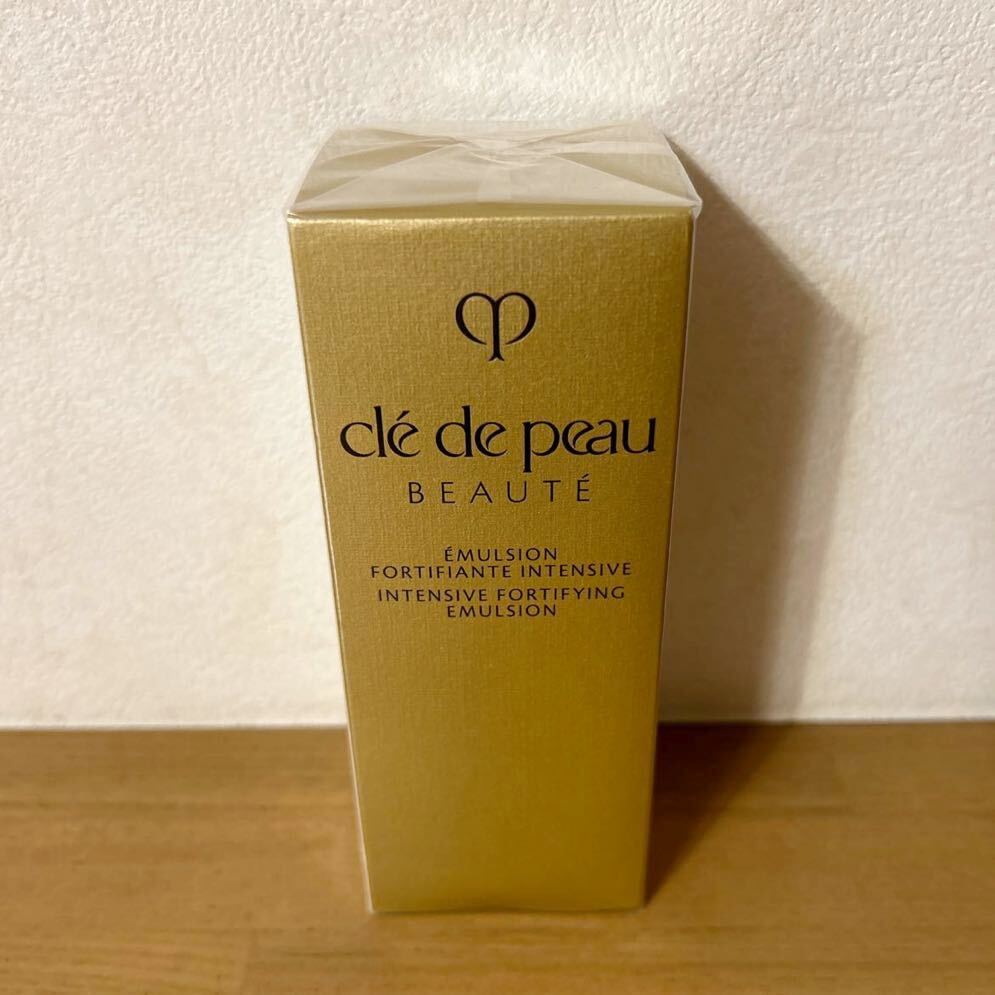 clé de peau
BEAUTÉ
ÉMULSION
FORTIFIANTE INTENSIVE
INTENSIVE FORTIFYING
EMULSION